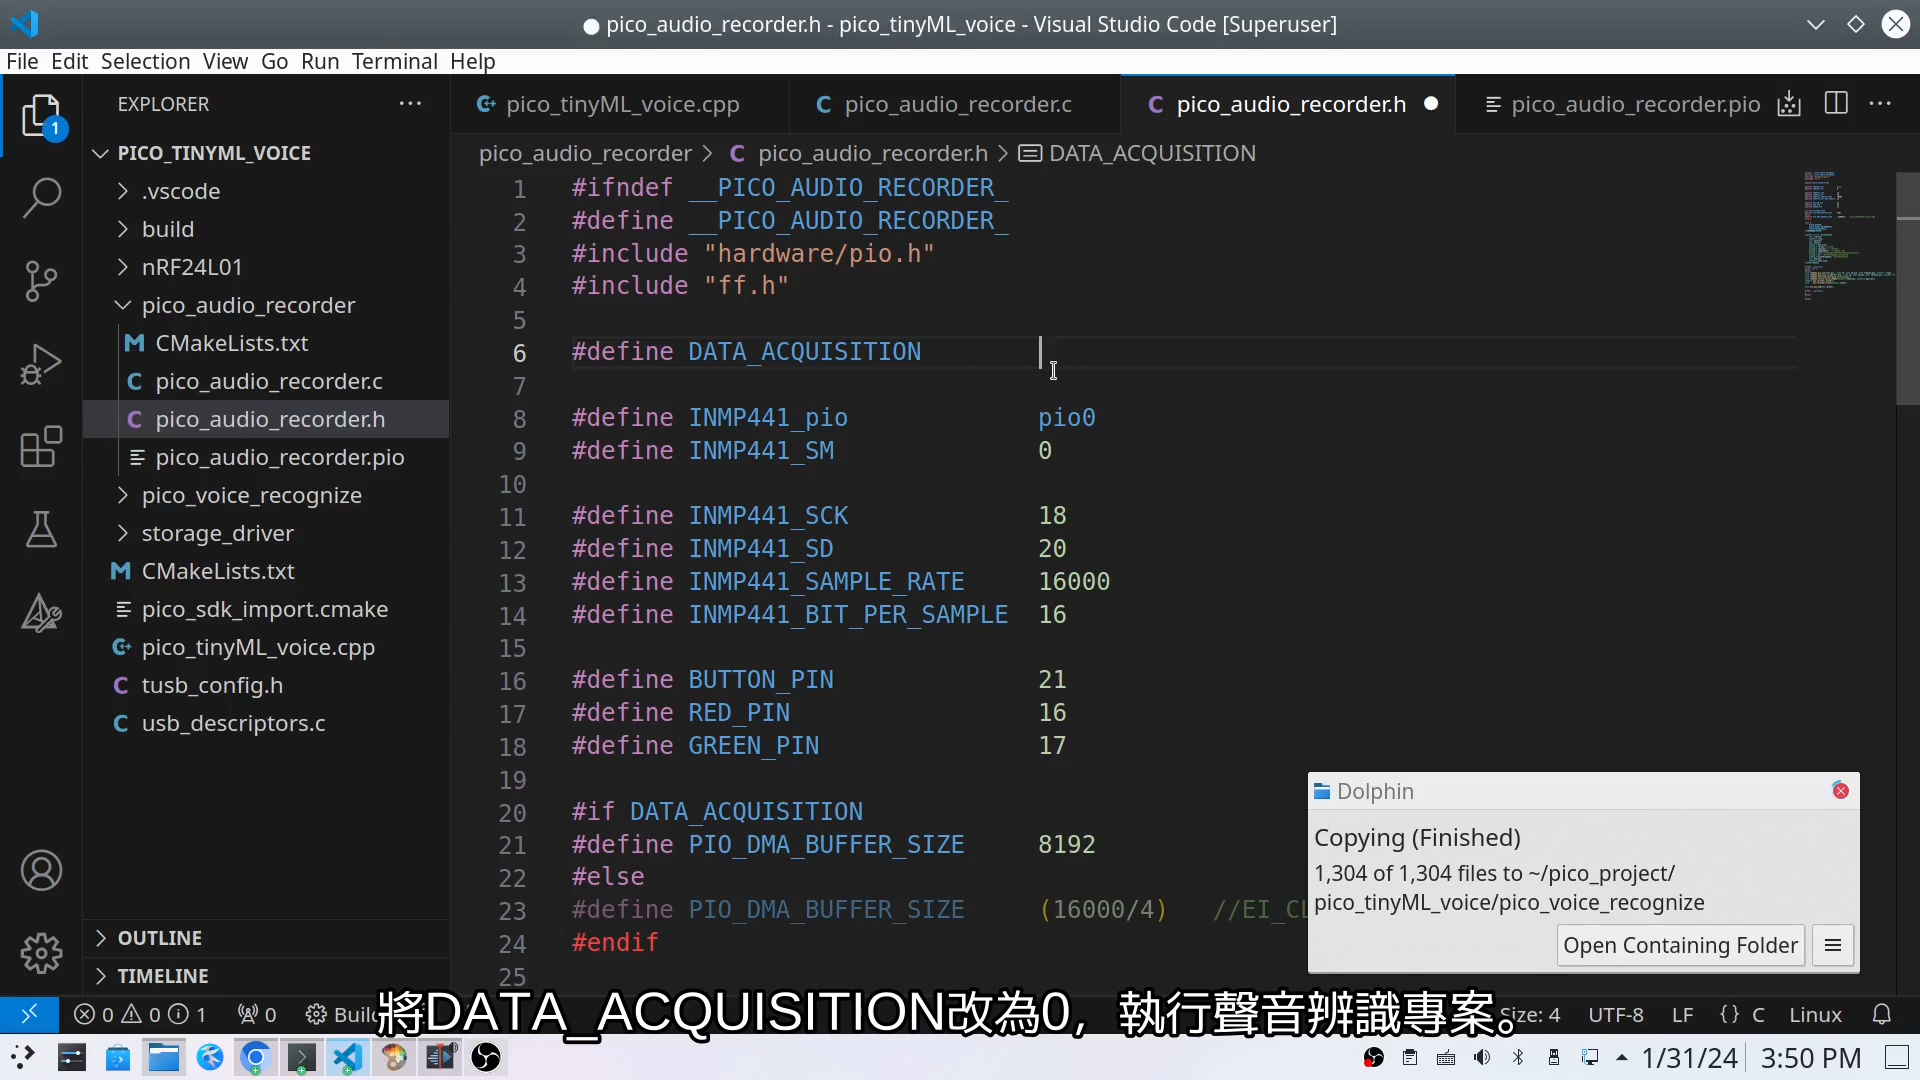 pico_audio_recorder.h - pico_tinyML_voice - Visual Studio Code [Superuser]
File Edit Selection View Go Run Terminal Help
EXPLORER
pico_tinyML_voice.cpp
pico_audio_recorder.c
pico_audio_recorder.h
pico_audio_recorder.pio
1
PICO_TINYML_VOICE
.vscode
build
nRF24L01
pico_audio_recorder
CMakeLists.txt
pico_audio_recorder.c
pico_audio_recorder.h
pico_audio_recorder.pio
pico_voice_recognize
storage_driver
CMakeLists.txt
pico_sdk_import.cmake
pico_tinyML_voice.cpp
tusb_config.h
usb_descriptors.c
OUTLINE
TIMELINE
pico_audio_recorder > C pico_audio_recorder.h > DATA_ACQUISITION
1 #ifndef __PICO_AUDIO_RECORDER_
2 #define __PICO_AUDIO_RECORDER_
3 #include "hardware/pio.h"
4 #include "ff.h"
5
6 #define DATA_ACQUISITION
7
8 #define INMP441_pio pio0
9 #define INMP441_SM 0
10
11 #define INMP441_SCK 18
12 #define INMP441_SD 20
13 #define INMP441_SAMPLE_RATE 16000
14 #define INMP441_BIT_PER_SAMPLE 16
15
16 #define BUTTON_PIN 21
17 #define RED_PIN 16
18 #define GREEN_PIN 17
19
20 #if DATA_ACQUISITION
21 #define PIO_DMA_BUFFER_SIZE 8192
22 #else
23 #define PIO_DMA_BUFFER_SIZE (16000/4) //EI_CL
24 #endif
25
Dolphin
Copying (Finished)
1,304 of 1,304 files to ~/pico_project/
pico_tinyML_voice/pico_voice_recognize
Open Containing Folder
將DATA_ACQUISITION改為0，執行聲音辨識專案。
0 0 1 0 Build Size: 4 UTF-8 LF {} C Linux
1/31/24 3:50 PM